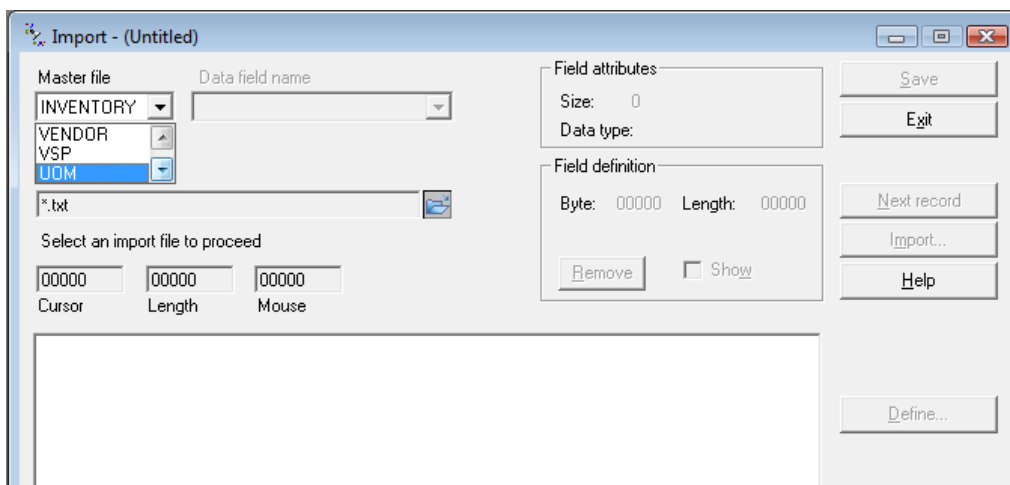 Import - (Untitled)
Master file
Data field name
INVENTORY
VENDOR
VSP
UOM
*.txt
Select an import file to proceed
00000
00000
00000
Cursor
Length
Mouse
Field attributes
Size: 0
Data type:
Field definition
Byte: 00000 Length: 00000
Remove
Show
Save
Exit
Next record
Import...
Help
Define...